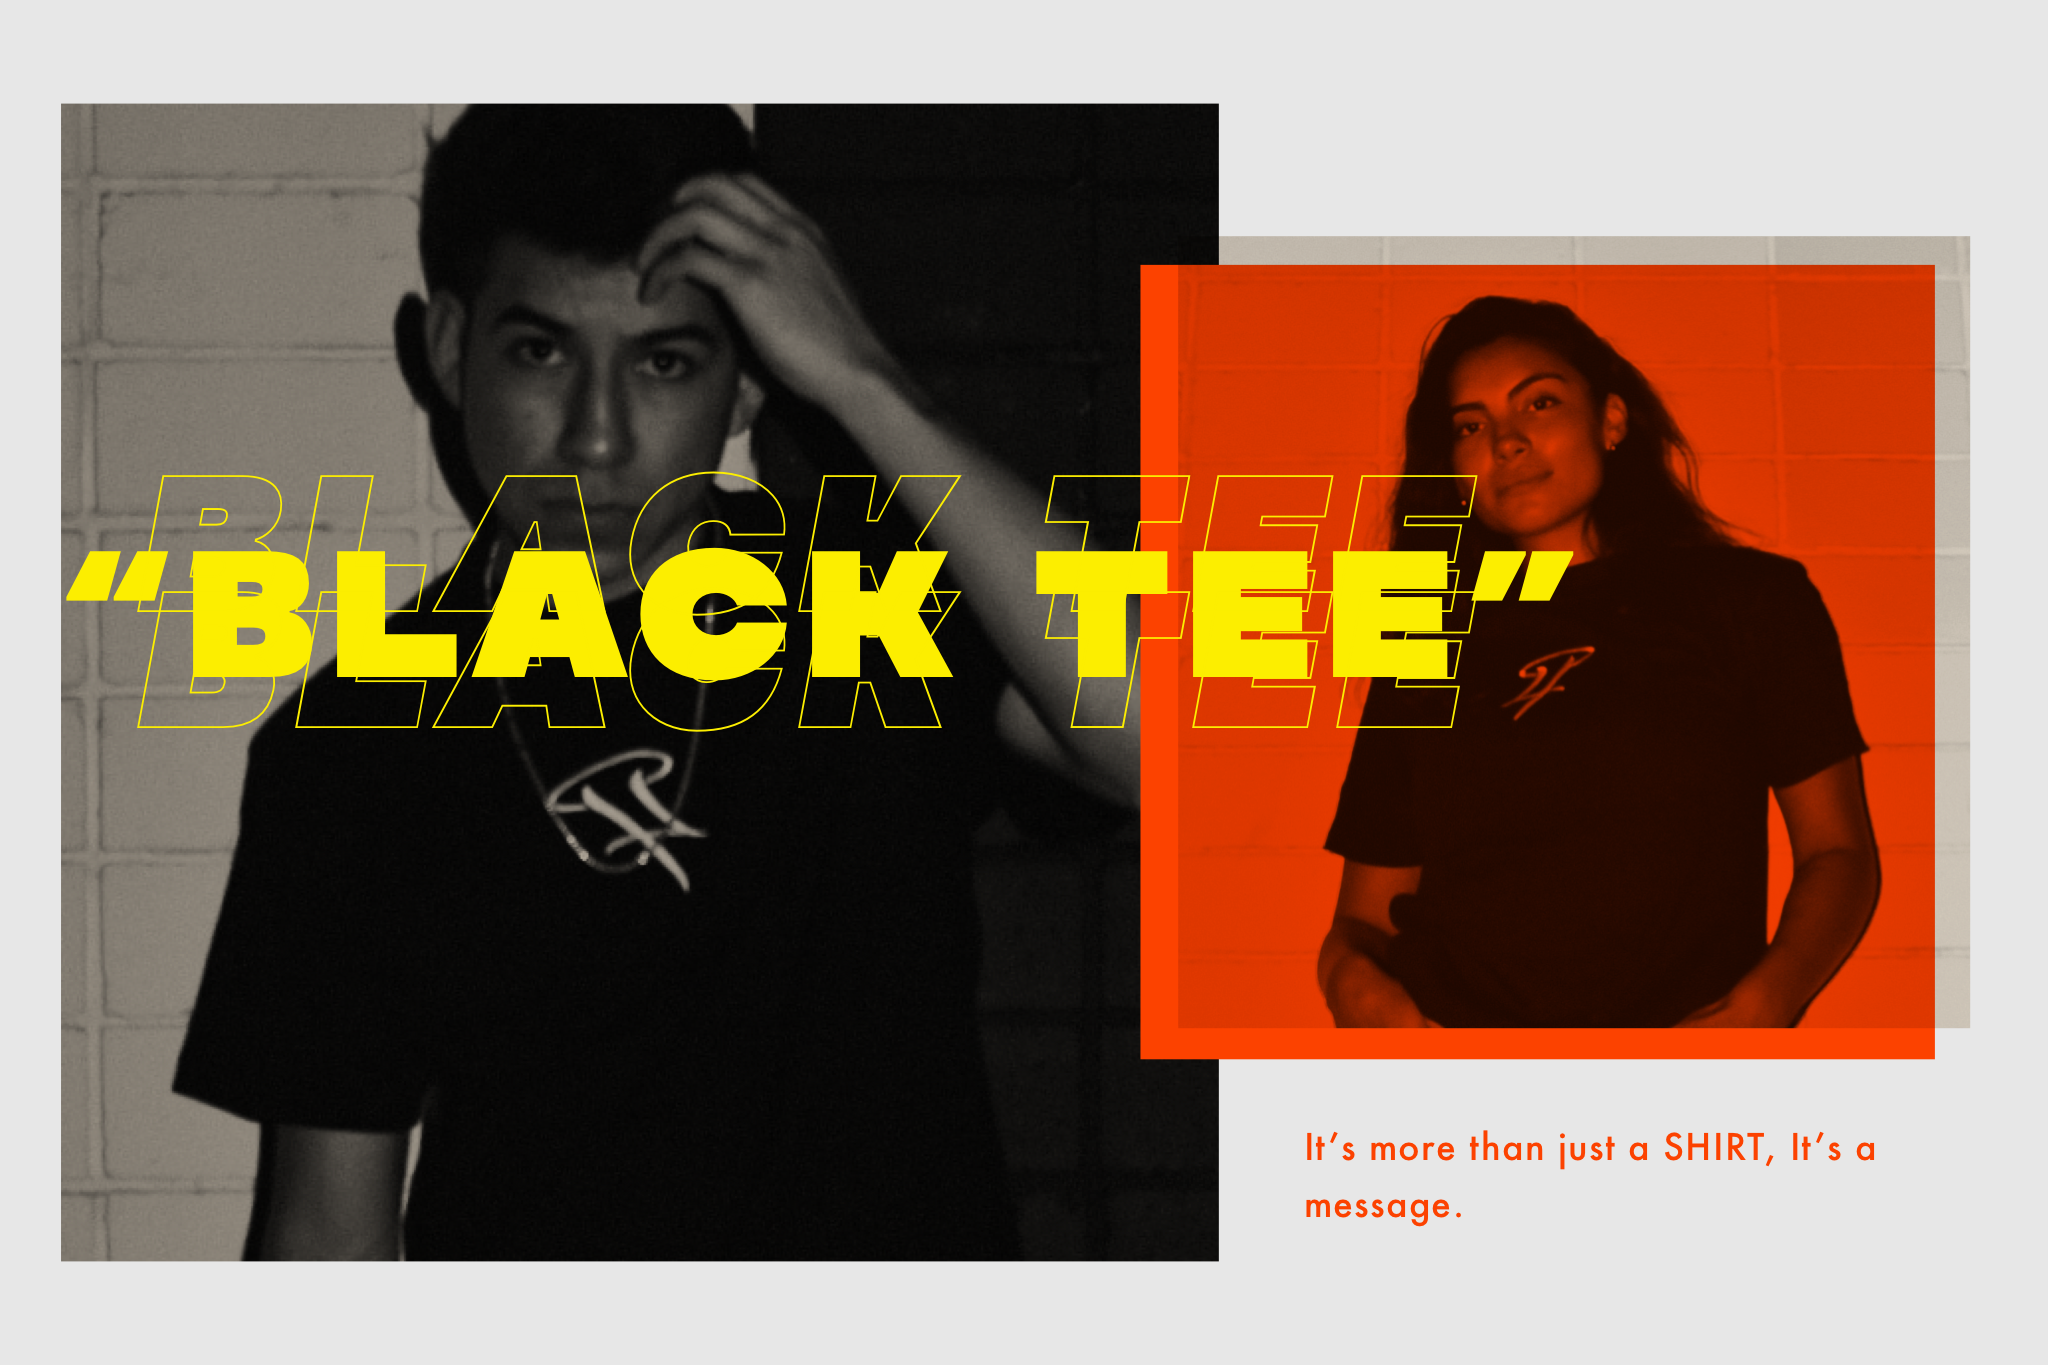 BLACK TEE
“BLACK TEE”
BLACK TEE
It’s more than just a SHIRT, It’s a
message.